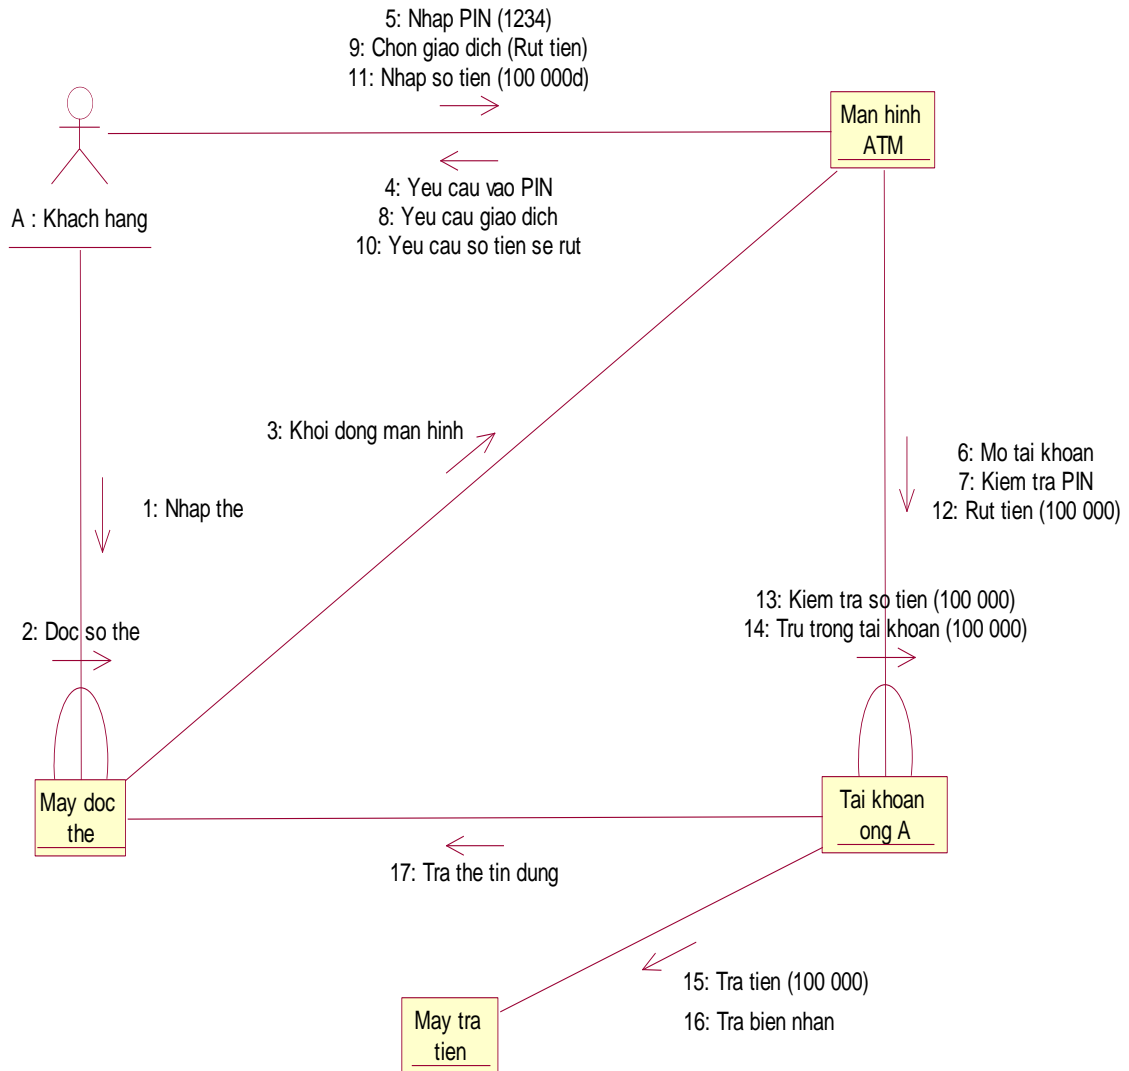 5: Nhap PIN (1234)
9: Chon giao dich (Rut tien)
11: Nhap so tien (100 000d)
Man hinh
ATM
4: Yeu cau vao PIN
8: Yeu cau giao dich
10: Yeu cau so tien se rut
A : Khach hang
3: Khoi dong man hinh
6: Mo tai khoan
7: Kiem tra PIN
12: Rut tien (100 000)
1: Nhap the
13: Kiem tra so tien (100 000)
14: Tru trong tai khoan (100 000)
2: Doc so the
May doc
the
Tai khoan
ong A
17: Tra the tin dung
15: Tra tien (100 000)
16: Tra bien nhan
May tra
tien